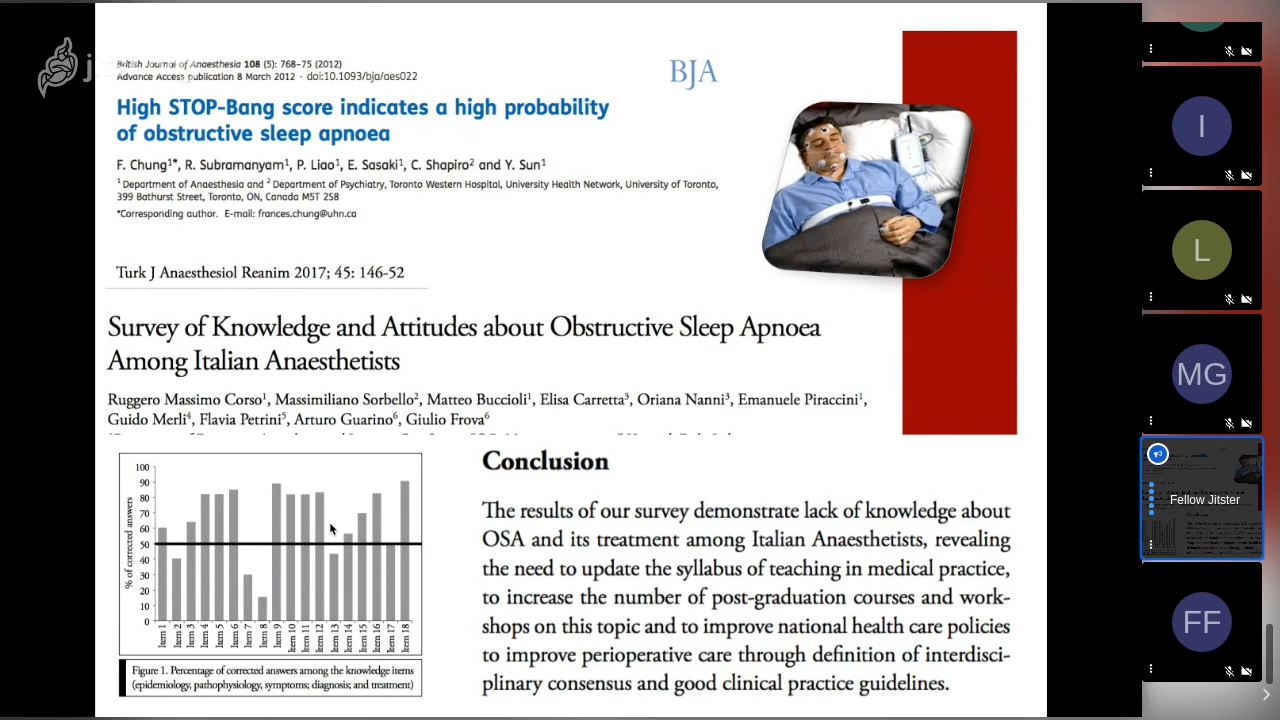 British Journal of Anaesthesia 108 (5): 768–75 (2012)
Advance Access publication 8 March 2012 · doi:10.1093/bja/aes022
BJA
High STOP-Bang score indicates a high probability
of obstructive sleep apnoea
F. Chung1*, R. Subramanyam1, P. Liao1, E. Sasaki1, C. Shapiro2 and Y. Sun1
1 Department of Anaesthesia and 2 Department of Psychiatry, Toronto Western Hospital, University Health Network, University of Toronto,
399 Bathurst Street, Toronto, ON, Canada M5T 2S8
*Corresponding author. E-mail: frances.chung@uhn.ca
Turk J Anaesthesiol Reanim 2017; 45: 146-52
Survey of Knowledge and Attitudes about Obstructive Sleep Apnoea
Among Italian Anaesthetists
Ruggero Massimo Corso1, Massimiliano Sorbello2, Matteo Buccioli1, Elisa Carretta3, Oriana Nanni3, Emanuele Piraccini1,
Guido Merli4, Flavia Petrini5, Arturo Guarino6, Giulio Frova6
% of corrected answers
100
90
80
70
60
50
40
30
20
10
0
Item 1
Item 2
Item 3
Item 4
Item 5
Item 6
Item 7
Item 8
Item 9
Item 10
Item 11
Item 12
Item 13
Item 14
Item 15
Item 16
Item 17
Item 18
Figure 1. Percentage of corrected answers among the knowledge items
(epidemiology, pathophysiology, symptoms; diagnosis; and treatment)
Conclusion
The results of our survey demonstrate lack of knowledge about
OSA and its treatment among Italian Anaesthetists, revealing
the need to update the syllabus of teaching in medical practice,
to increase the number of post-graduation courses and work-
shops on this topic and to improve national health care policies
to improve perioperative care through definition of interdisci-
plinary consensus and good clinical practice guidelines.
I
L
MG
Fellow Jitster
FF